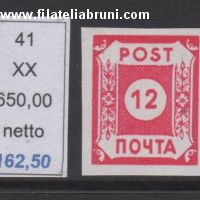 www.filateliabruni.com
41
XX
650,00
netto
162,50
POST
12
ПОЧТА